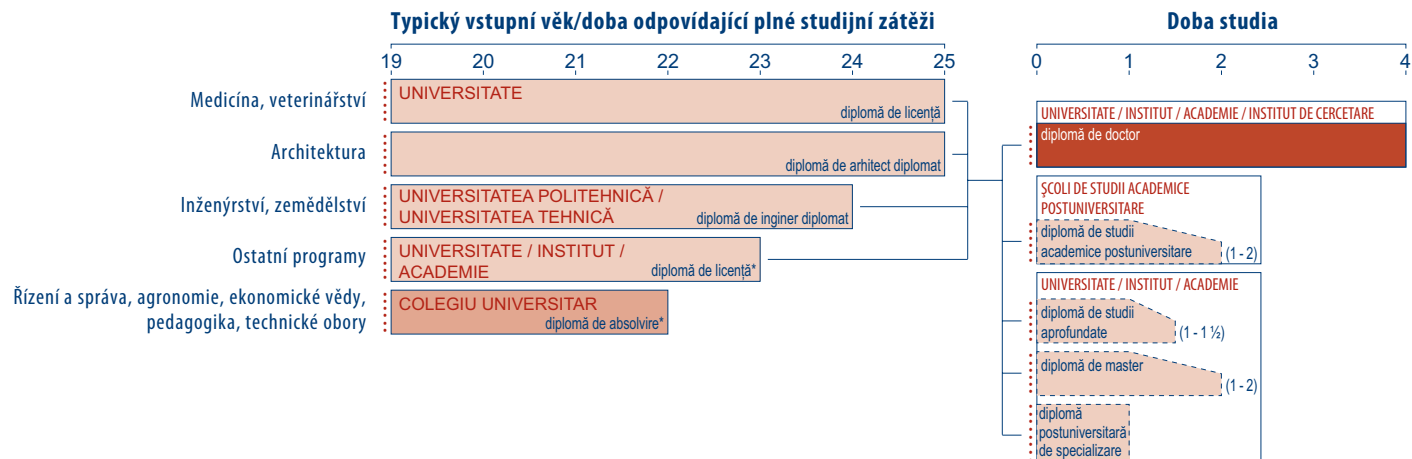 Typický vstupní věk/doba odpovídající plné studijní zátěži
Doba studia
19 20 21 22 23 24 25
0 1 2 3 4
Medicína, veterinářství
UNIVERSITATE
diplomă de licență
Architektura
diplomă de arhitect diplomat
Inženýrství, zemědělství
UNIVERSITATEA POLITEHNICĂ /
UNIVERSITATEA TEHNICĂ
diplomă de inginer diplomat
Ostatní programy
UNIVERSITATE / INSTITUT /
ACADEMIE
diplomă de licență*
Řízení a správa, agronomie, ekonomické vědy,
pedagogika, technické obory
COLEGIU UNIVERSITAR
diplomă de absolvire*
UNIVERSITATE / INSTITUT / ACADEMIE / INSTITUT DE CERCETARE
diplomă de doctor
ȘCOLI DE STUDII ACADEMICE
POSTUNIVERSITARE
diplomă de studii
academice postuniversitare
(1 - 2)
UNIVERSITATE / INSTITUT / ACADEMIE
diplomă de studii
aprofundate
(1 - 1 ½)
diplomă de master
(1 - 2)
diplomă
postuniversitară
de specializare